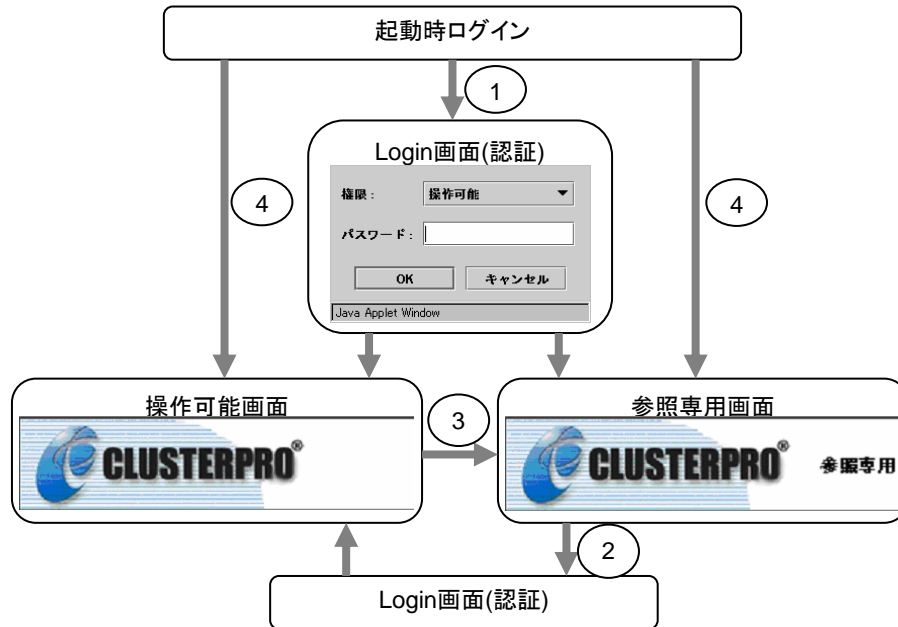 起動時ログイン
1
Login画面(認証)
権限：
操作可能
パスワード：
OK
キャンセル
Java Applet Window
4
4
操作可能画面
CLUSTERPRO®
3
参照専用画面
CLUSTERPRO®
参照専用
2
Login画面(認証)